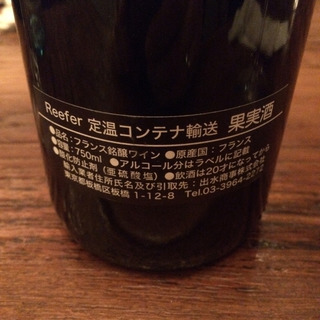 Reefer 定温コンテナ輸送 果実酒
●品名:フランス銘醸ワイン ●原産国:フランス
●容量:750ml ●アルコール分はラベルに記載
●酸化防止剤(亜硫酸塩) ●飲酒は20才になってから
●輸入業者住所氏名及び引取先:出水商事株式会社
東京都板橋区板橋1-12-8 Tel.03-3964-